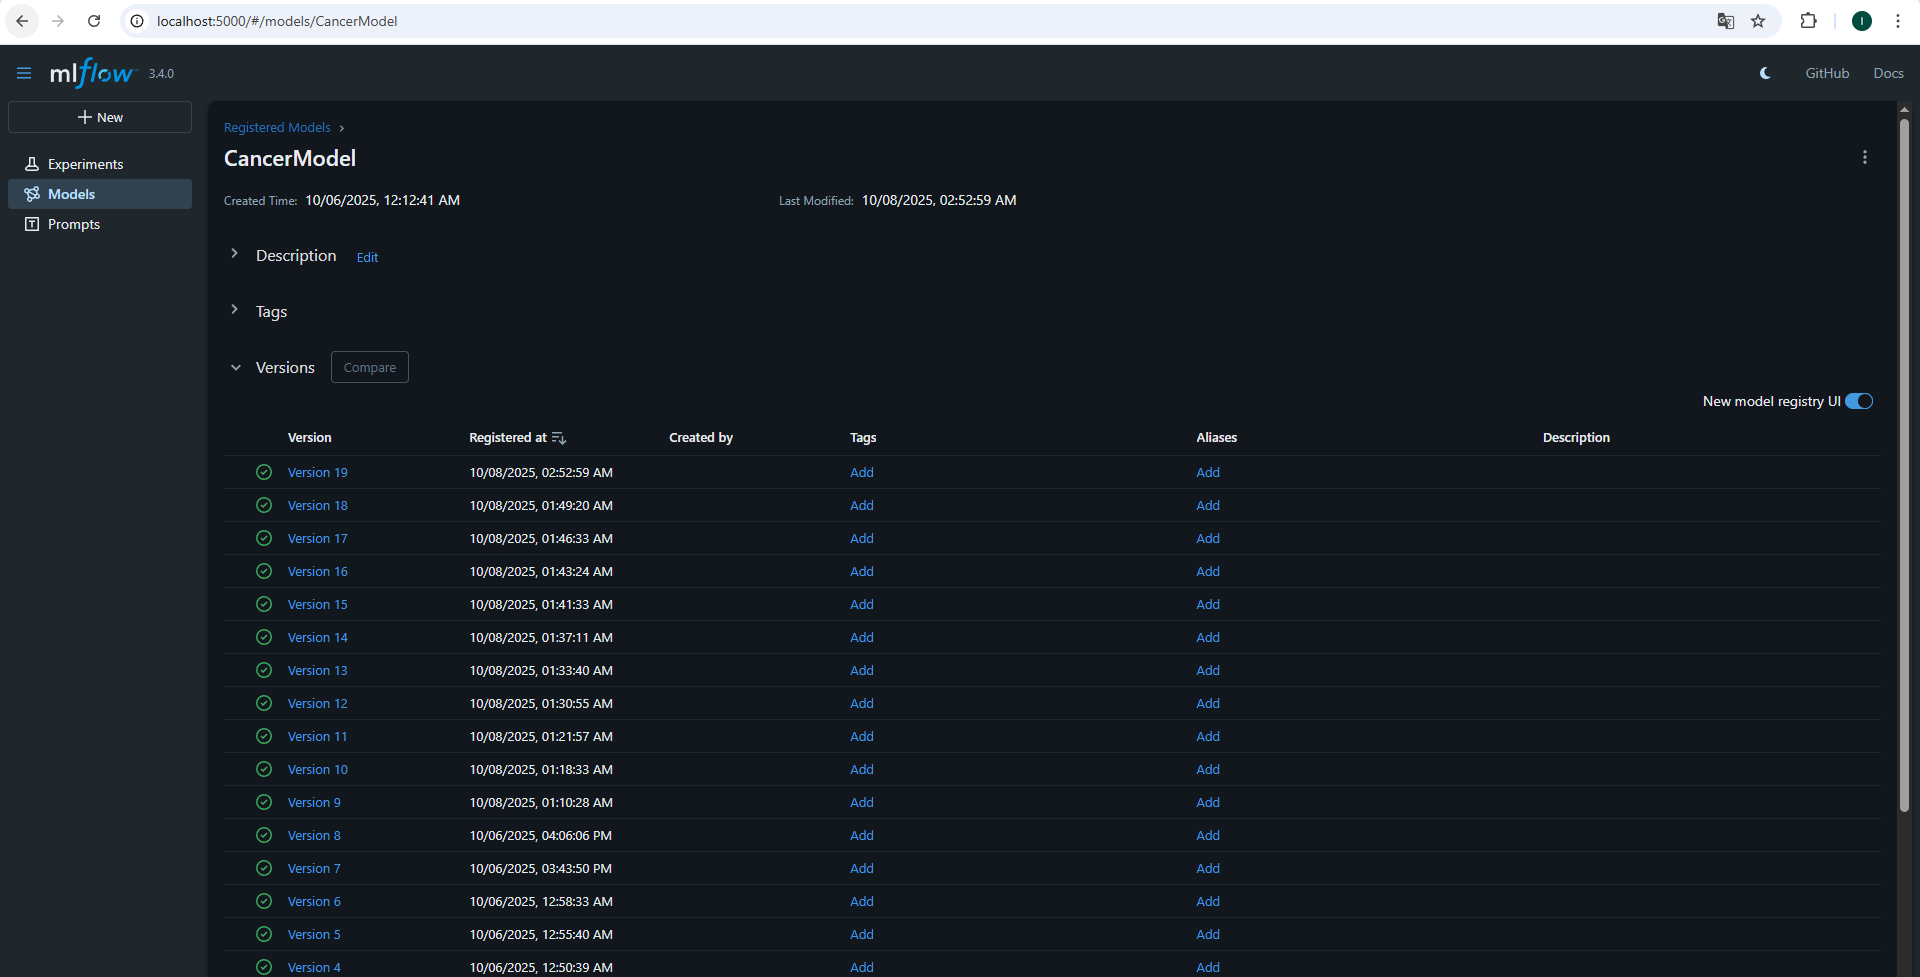 localhost:5000/#/models/CancerModel
mlflow 3.4.0
GitHub Docs
New
Experiments
Models
Prompts
Registered Models
CancerModel
Created Time: 10/06/2025, 12:12:41 AM Last Modified: 10/08/2025, 02:52:59 AM
Description Edit
Tags
Versions Compare
New model registry UI
Version Registered at Created by Tags Aliases Description
Version 19 10/08/2025, 02:52:59 AM Add Add
Version 18 10/08/2025, 01:49:20 AM Add Add
Version 17 10/08/2025, 01:46:33 AM Add Add
Version 16 10/08/2025, 01:43:24 AM Add Add
Version 15 10/08/2025, 01:41:33 AM Add Add
Version 14 10/08/2025, 01:37:11 AM Add Add
Version 13 10/08/2025, 01:33:40 AM Add Add
Version 12 10/08/2025, 01:30:55 AM Add Add
Version 11 10/08/2025, 01:21:57 AM Add Add
Version 10 10/08/2025, 01:18:33 AM Add Add
Version 9 10/08/2025, 01:10:28 AM Add Add
Version 8 10/06/2025, 04:06:06 PM Add Add
Version 7 10/06/2025, 03:43:50 PM Add Add
Version 6 10/06/2025, 12:58:33 AM Add Add
Version 5 10/06/2025, 12:55:40 AM Add Add
Version 4 10/06/2025, 12:50:39 AM Add Add